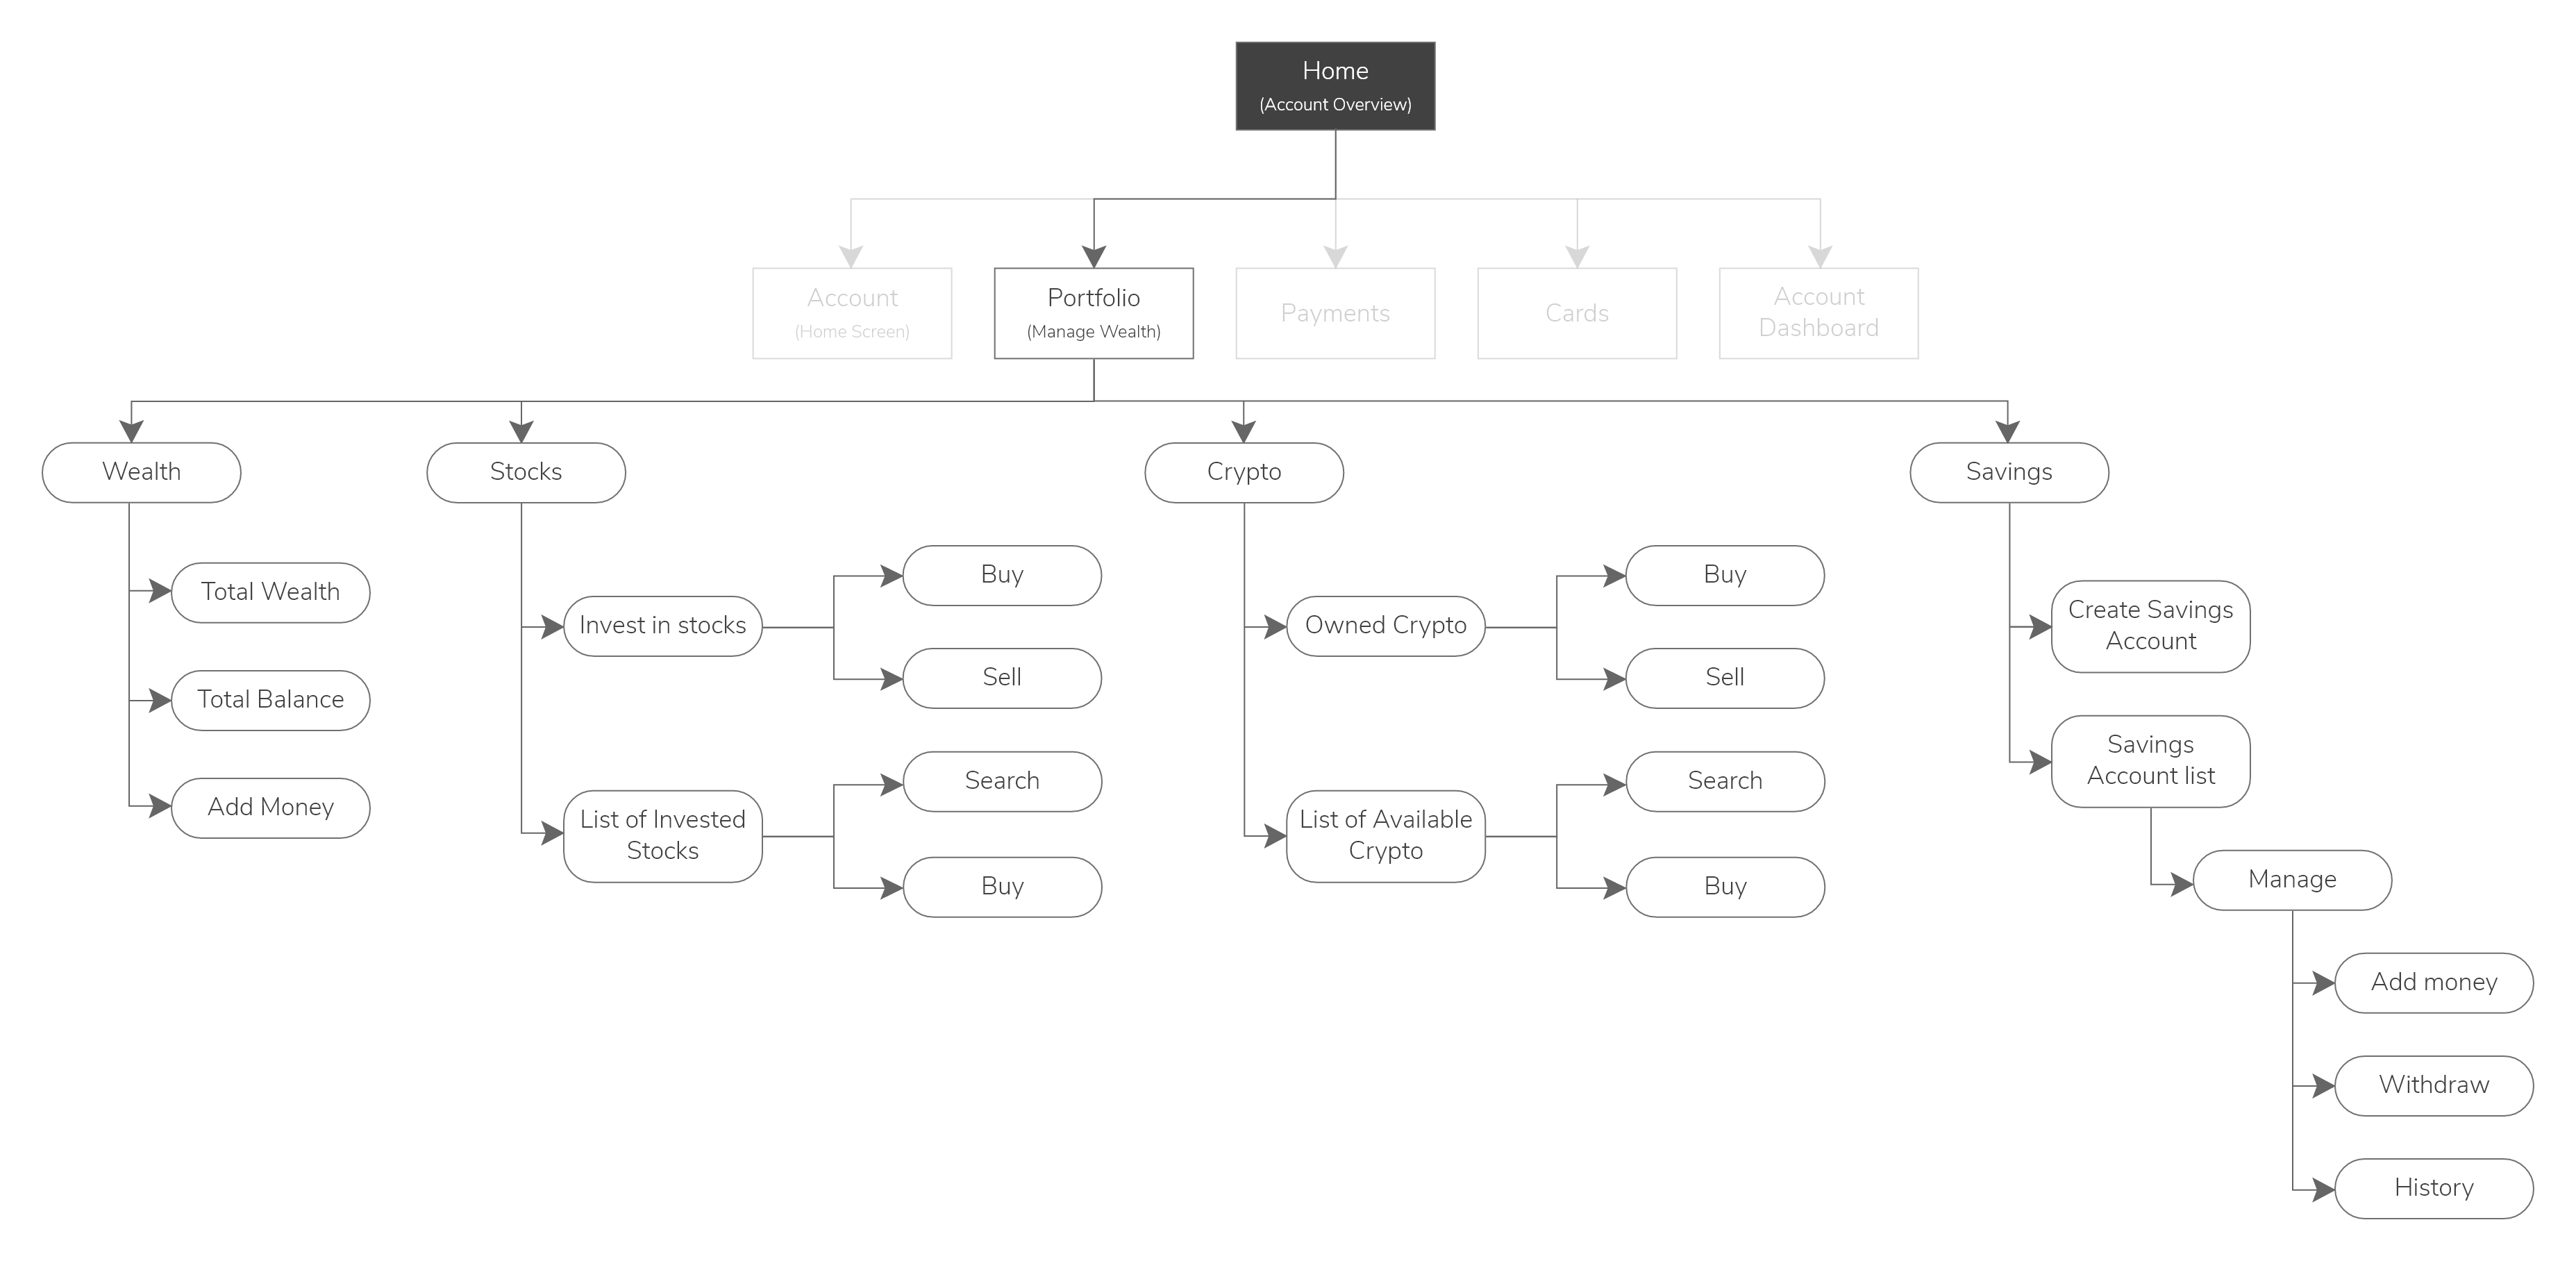 Home
(Account Overview)
Account
(Home Screen)
Portfolio
(Manage Wealth)
Payments
Cards
Account
Dashboard
Wealth
Stocks
Crypto
Savings
Total Wealth
Total Balance
Add Money
Invest in stocks
Buy
Sell
List of Invested
Stocks
Search
Buy
Owned Crypto
Buy
Sell
List of Available
Crypto
Search
Buy
Create Savings
Account
Savings
Account list
Manage
Add money
Withdraw
History